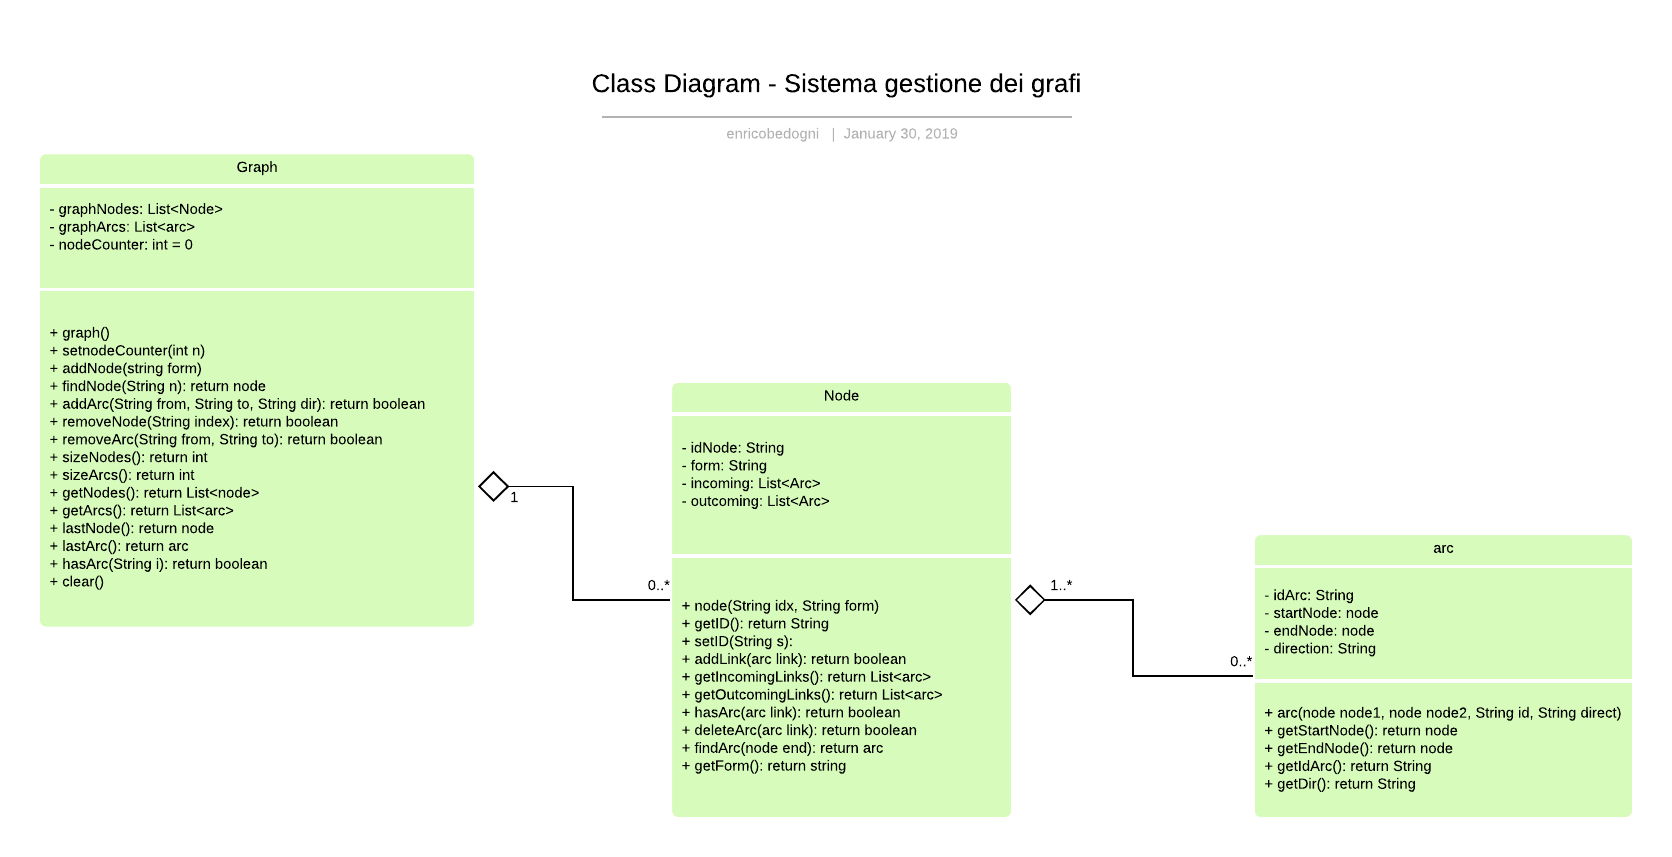 Class Diagram - Sistema gestione dei grafi
enricobedogni | January 30, 2019
Graph
- graphNodes: List<Node>
- graphArcs: List<arc>
- nodeCounter: int = 0
+ graph()
+ setnodeCounter(int n)
+ addNode(string form)
+ findNode(String n): return node
+ addArc(String from, String to, String dir): return boolean
+ removeNode(String index): return boolean
+ removeArc(String from, String to): return boolean
+ sizeNodes(): return int
+ sizeArcs(): return int
+ getNodes(): return List<node>
+ getArcs(): return List<arc>
+ lastNode(): return node
+ lastArc(): return arc
+ hasArc(String i): return boolean
+ clear()
1
0..*
Node
- idNode: String
- form: String
- incoming: List<Arc>
- outcoming: List<Arc>
+ node(String idx, String form)
+ getID(): return String
+ setID(String s):
+ addLink(arc link): return boolean
+ getIncomingLinks(): return List<arc>
+ getOutcomingLinks(): return List<arc>
+ hasArc(arc link): return boolean
+ deleteArc(arc link): return boolean
+ findArc(node end): return arc
+ getForm(): return string
1..*
0..*
arc
- idArc: String
- startNode: node
- endNode: node
- direction: String
+ arc(node node1, node node2, String id, String direct)
+ getStartNode(): return node
+ getEndNode(): return node
+ getIdArc(): return String
+ getDir(): return String